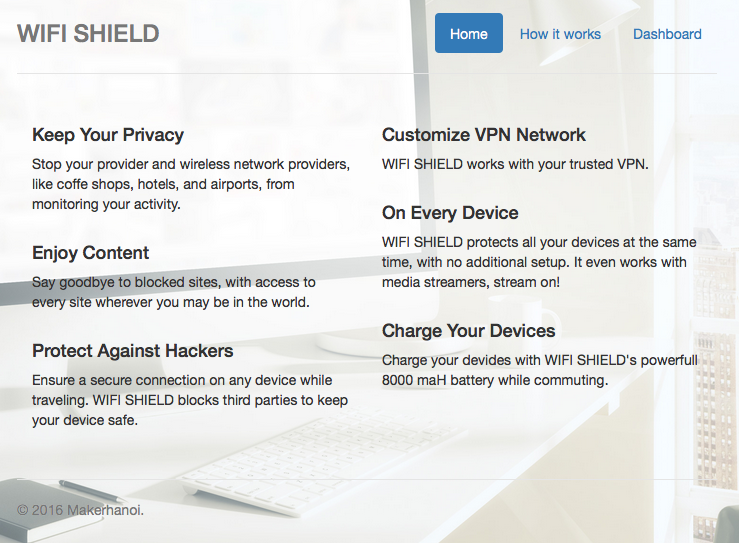 WIFI SHIELD
Home
How it works
Dashboard
Keep Your Privacy
Stop your provider and wireless network providers,
like coffe shops, hotels, and airports, from
monitoring your activity.
Enjoy Content
Say goodbye to blocked sites, with access to
every site wherever you may be in the world.
Protect Against Hackers
Ensure a secure connection on any device while
traveling. WIFI SHIELD blocks third parties to keep
your device safe.
Customize VPN Network
WIFI SHIELD works with your trusted VPN.
On Every Device
WIFI SHIELD protects all your devices at the same
time, with no additional setup. It even works with
media streamers, stream on!
Charge Your Devices
Charge your devides with WIFI SHIELD's powerfull
8000 maH battery while commuting.
© 2016 Makerhanoi.